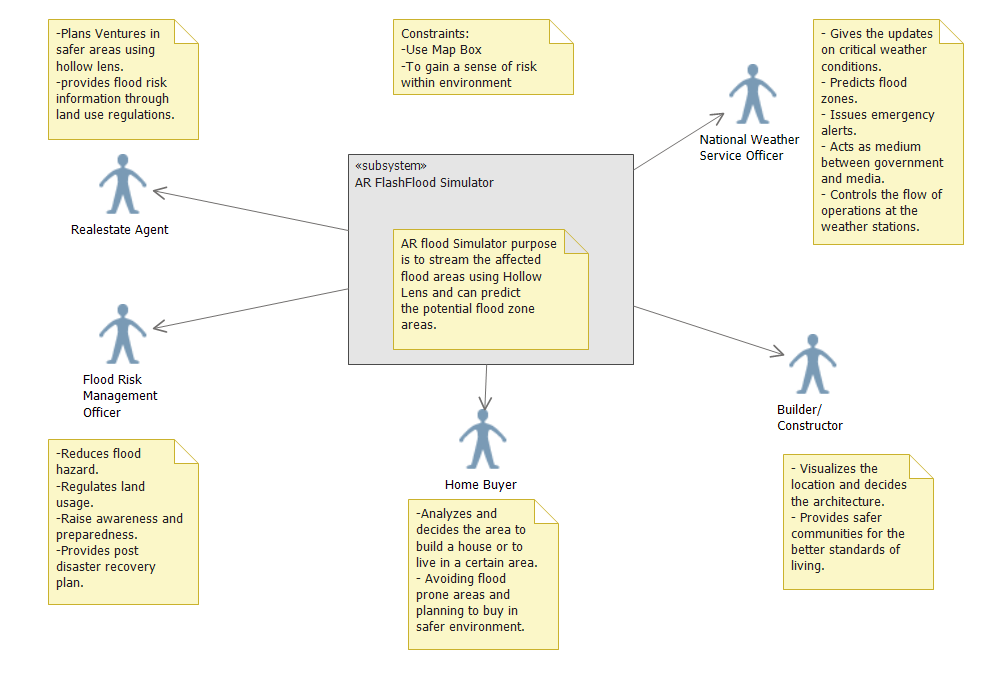 -Plans Ventures in
safer areas using
hollow lens.
-provides flood risk
information through
land use regulations.
Realestate Agent
Constraints:
-Use Map Box
-To gain a sense of risk
within environment
- Gives the updates
on critical weather
conditions.
- Predicts flood
zones.
- Issues emergency
alerts.
- Acts as medium
between government
and media.
- Controls the flow of
operations at the
weather stations.
National Weather
Service Officer
«subsystem»
AR FlashFlood Simulator
AR flood Simulator purpose
is to stream the affected
flood areas using Hollow
Lens and can predict
the potential flood zone
areas.
Flood Risk
Management
Officer
-Reduces flood
hazard.
-Regulates land
usage.
-Raise awareness and
preparedness.
-Provides post
disaster recovery
plan.
Home Buyer
-Analyzes and
decides the area to
build a house or to
live in a certain area.
- Avoiding flood
prone areas and
planning to buy in
safer environment.
Builder/
Constructor
- Visualizes the
location and decides
the architecture.
- Provides safer
communities for the
better standards of
living.